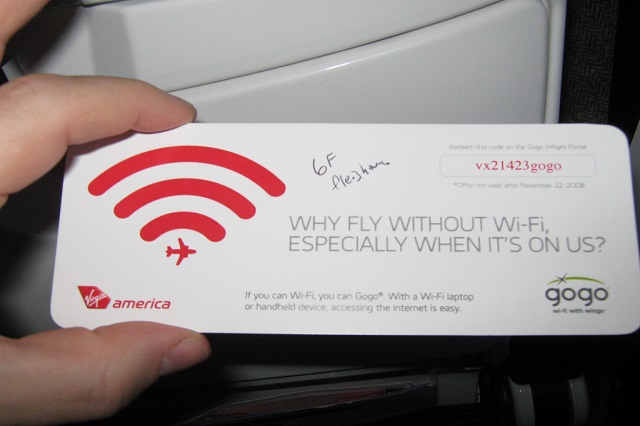 6F
Redeem this code on the Gogo Inflight Portal
vx21423gogo
*Offer not valid after November 22, 2008
WHY FLY WITHOUT Wi-Fi,
ESPECIALLY WHEN IT'S ON US?
Virgin america
If you can Wi-Fi, you can Gogo®. With a Wi-Fi laptop
or handheld device, accessing the internet is easy.
gogo
wi-fi with wings™